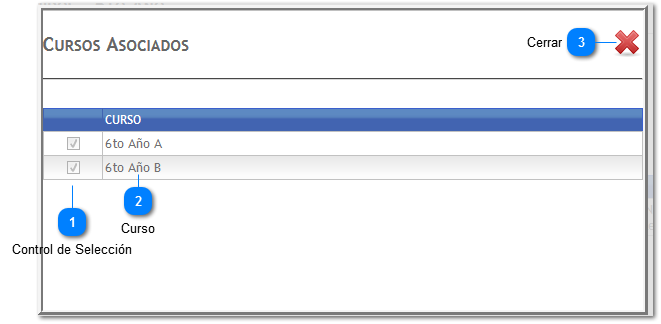 Cursos Asociados
Cerrar 3
CURSO
6to Año A
6to Año B
1
2
Curso
Control de Selección